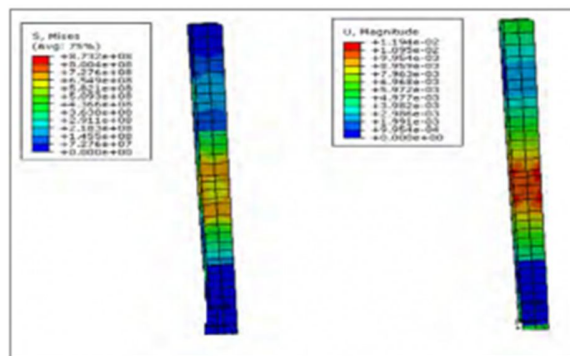 S, Mises
(Avg: 75%)
+8.732e+08
+8.004e+08
+7.276e+08
+6.549e+08
+5.821e+08
+5.093e+08
+4.366e+08
+3.638e+08
+2.911e+08
+2.183e+08
+1.455e+08
+7.276e+07
+0.000e+00
U, Magnitude
+1.194e-02
+1.095e-02
+9.954e-03
+8.959e-03
+7.963e-03
+6.968e-03
+5.972e-03
+4.977e-03
+3.982e-03
+2.986e-03
+1.991e-03
+9.954e-04
+0.000e+00